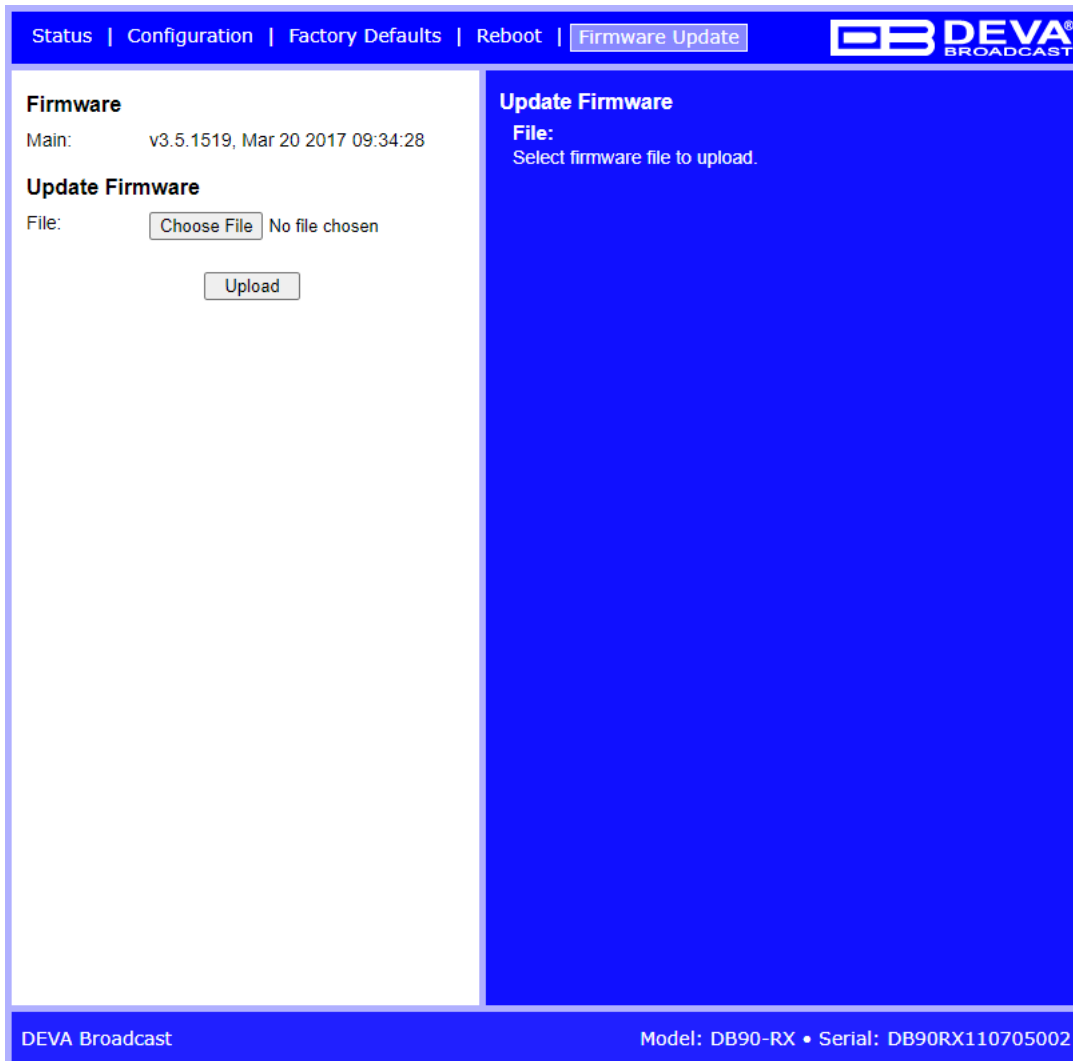 Status | Configuration | Factory Defaults | Reboot | Firmware Update
DEVA®
BROADCAST
Firmware
Main: v3.5.1519, Mar 20 2017 09:34:28
Update Firmware
File: Choose File No file chosen
Upload
Update Firmware
File:
Select firmware file to upload.
DEVA Broadcast
Model: DB90-RX • Serial: DB90RX110705002